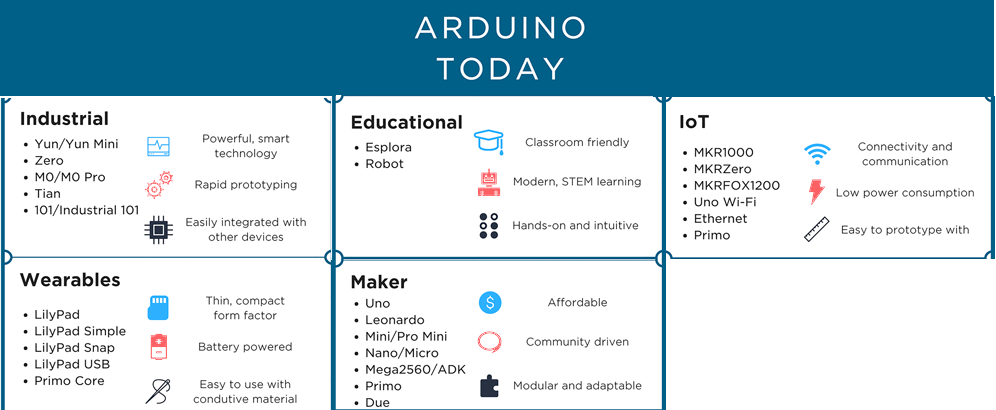 ARDUINO
TODAY
Industrial
Yun/Yun Mini
Zero
M0/M0 Pro
Tian
101/Industrial 101
Powerful, smart
technology
Rapid prototyping
Easily integrated with
other devices
Educational
Esplora
Robot
Classroom friendly
Modern, STEM learning
Hands-on and intuitive
IoT
MKR1000
MKRZero
MKRFOX1200
Uno Wi-Fi
Ethernet
Primo
Connectivity and
communication
Low power consumption
Easy to prototype with
Wearables
LilyPad
LilyPad Simple
LilyPad Snap
LilyPad USB
Primo Core
Thin, compact
form factor
Battery powered
Easy to use with
condutive material
Maker
Uno
Leonardo
Mini/Pro Mini
Nano/Micro
Mega2560/ADK
Primo
Due
$
Affordable
Community driven
Modular and adaptable